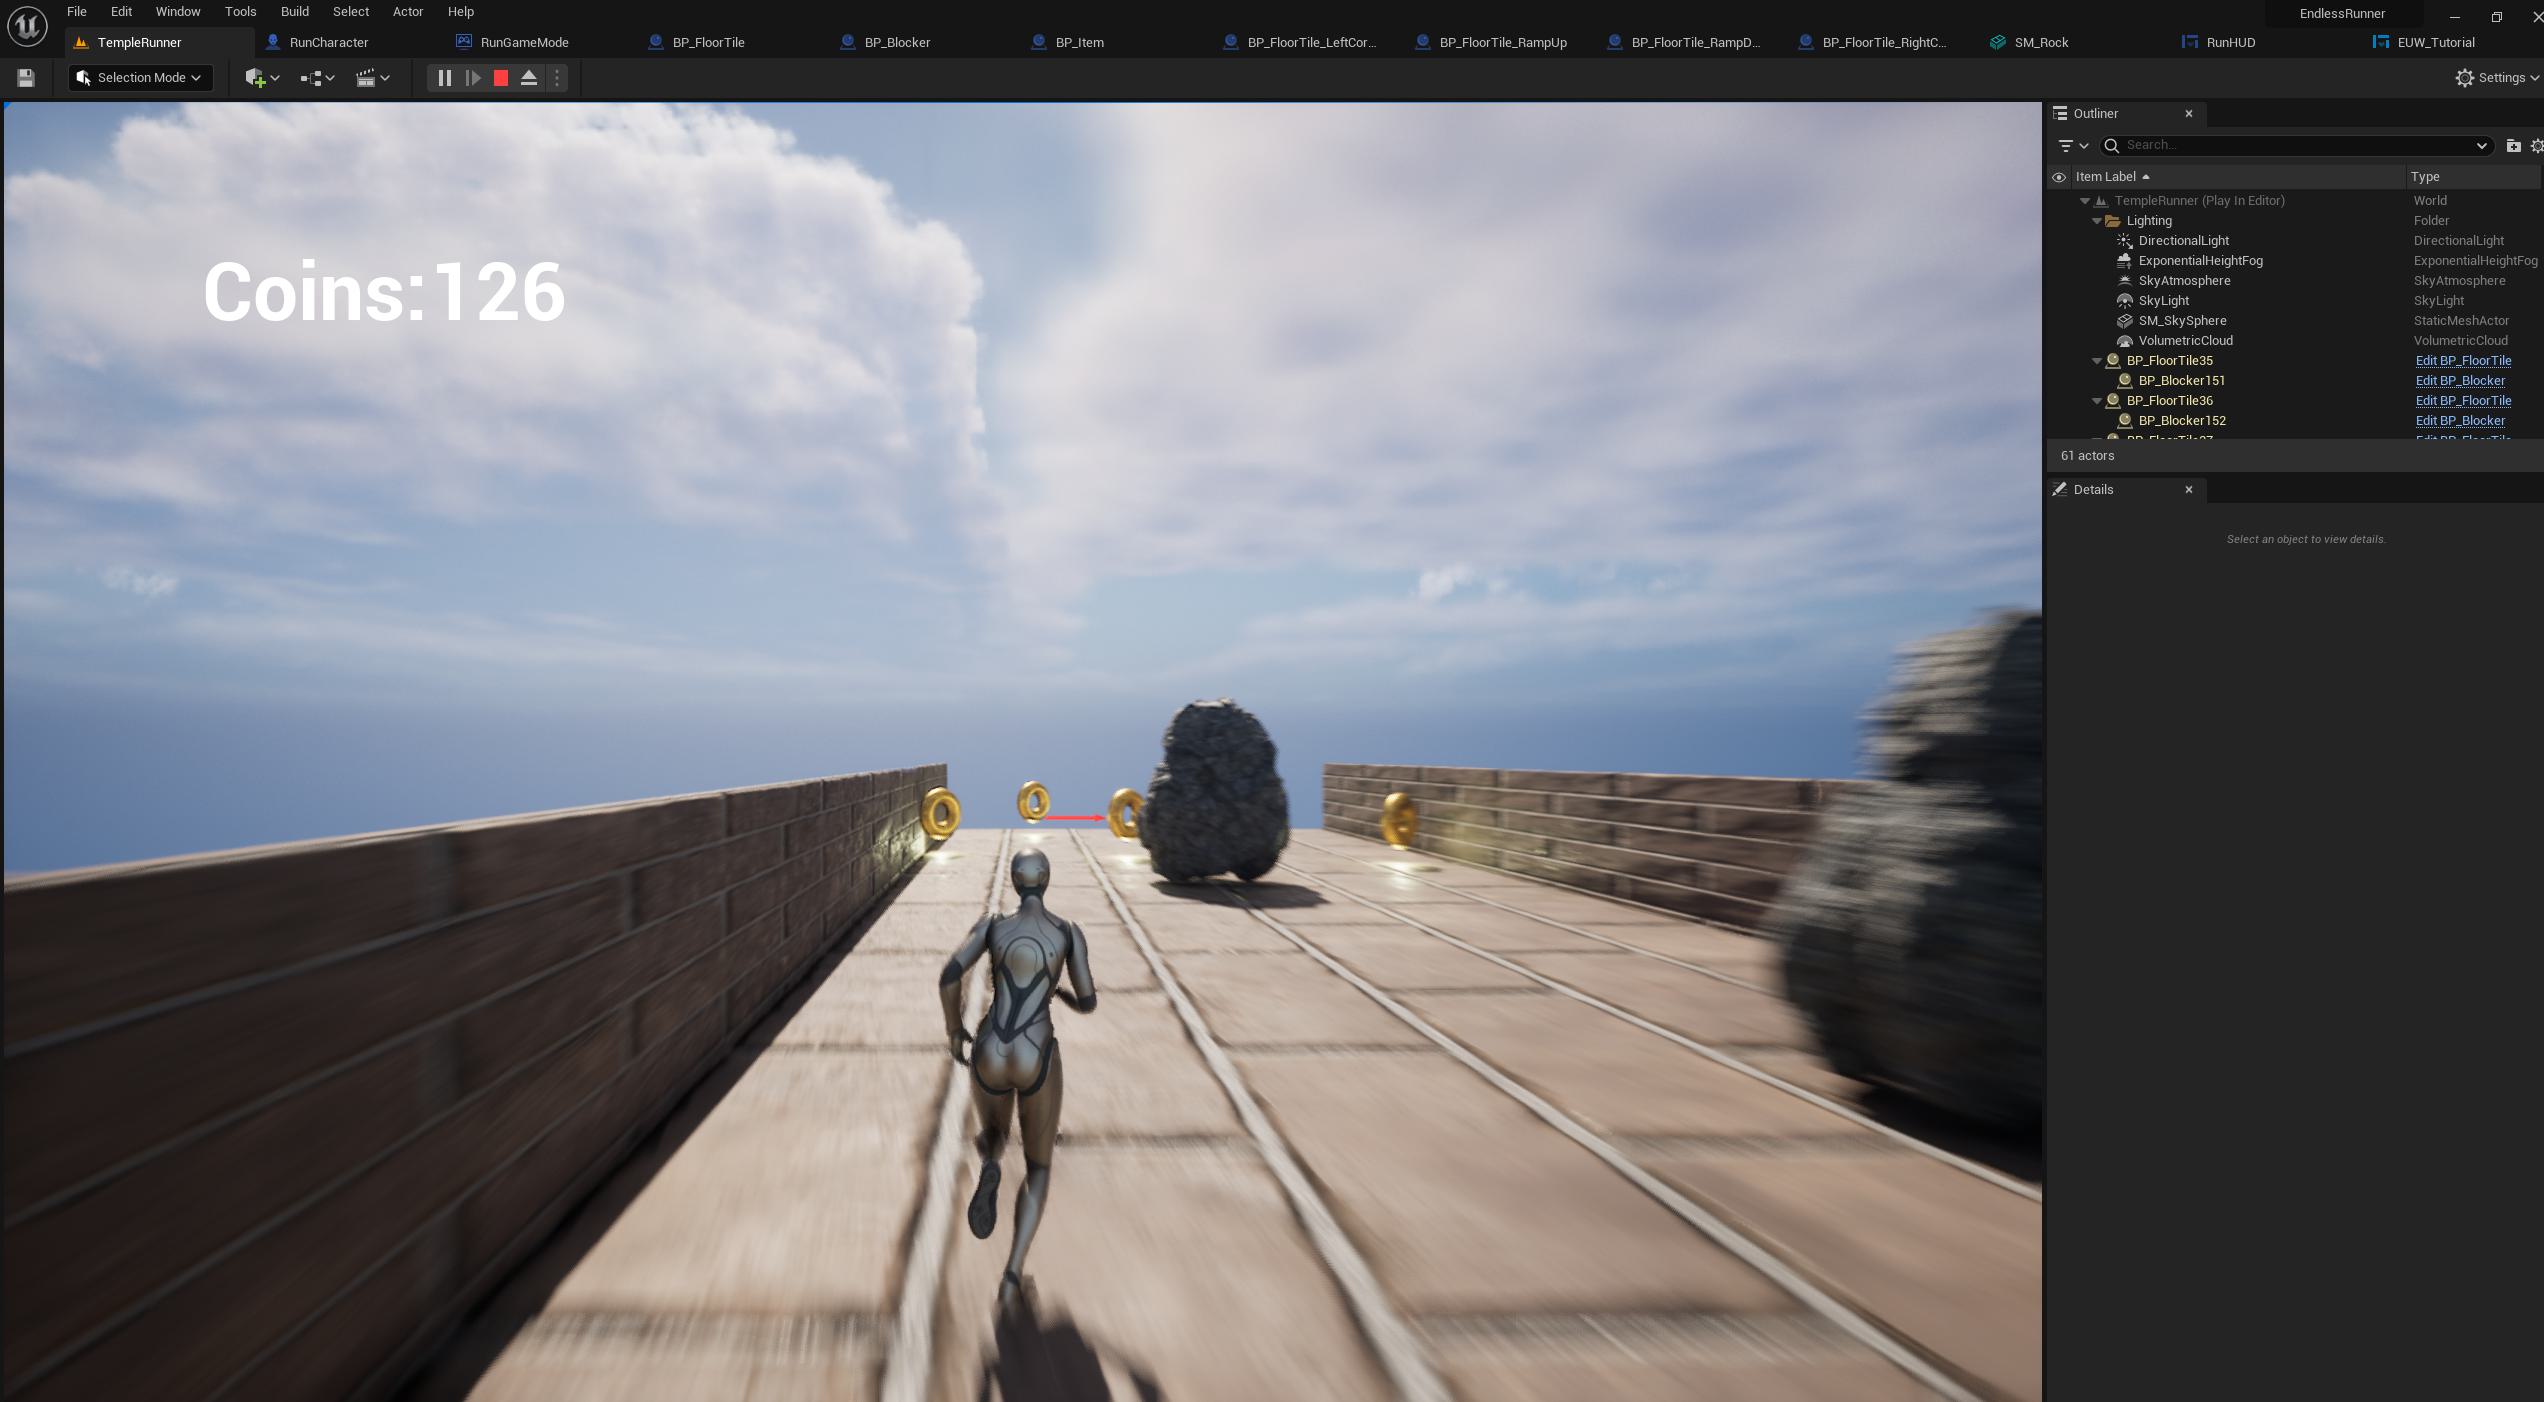 File Edit Window Tools Build Select Actor Help
EndlessRunner
TempleRunner RunCharacter RunGameMode BP_FloorTile BP_Blocker BP_Item BP_FloorTile_LeftCor... BP_FloorTile_RampUp BP_FloorTile_RampD... BP_FloorTile_RightC... SM_Rock RunHUD EUW_Tutorial
Selection Mode Settings
Coins:126
Outliner
Search...
Item Label Type
TempleRunner (Play In Editor) World
Lighting Folder
DirectionalLight DirectionalLight
ExponentialHeightFog ExponentialHeightFog
SkyAtmosphere SkyAtmosphere
SkyLight SkyLight
SM_SkySphere StaticMeshActor
VolumetricCloud VolumetricCloud
BP_FloorTile35 Edit BP_FloorTile
BP_Blocker151 Edit BP_Blocker
BP_FloorTile36 Edit BP_FloorTile
BP_Blocker152 Edit BP_Blocker
61 actors
Details
Select an object to view details.